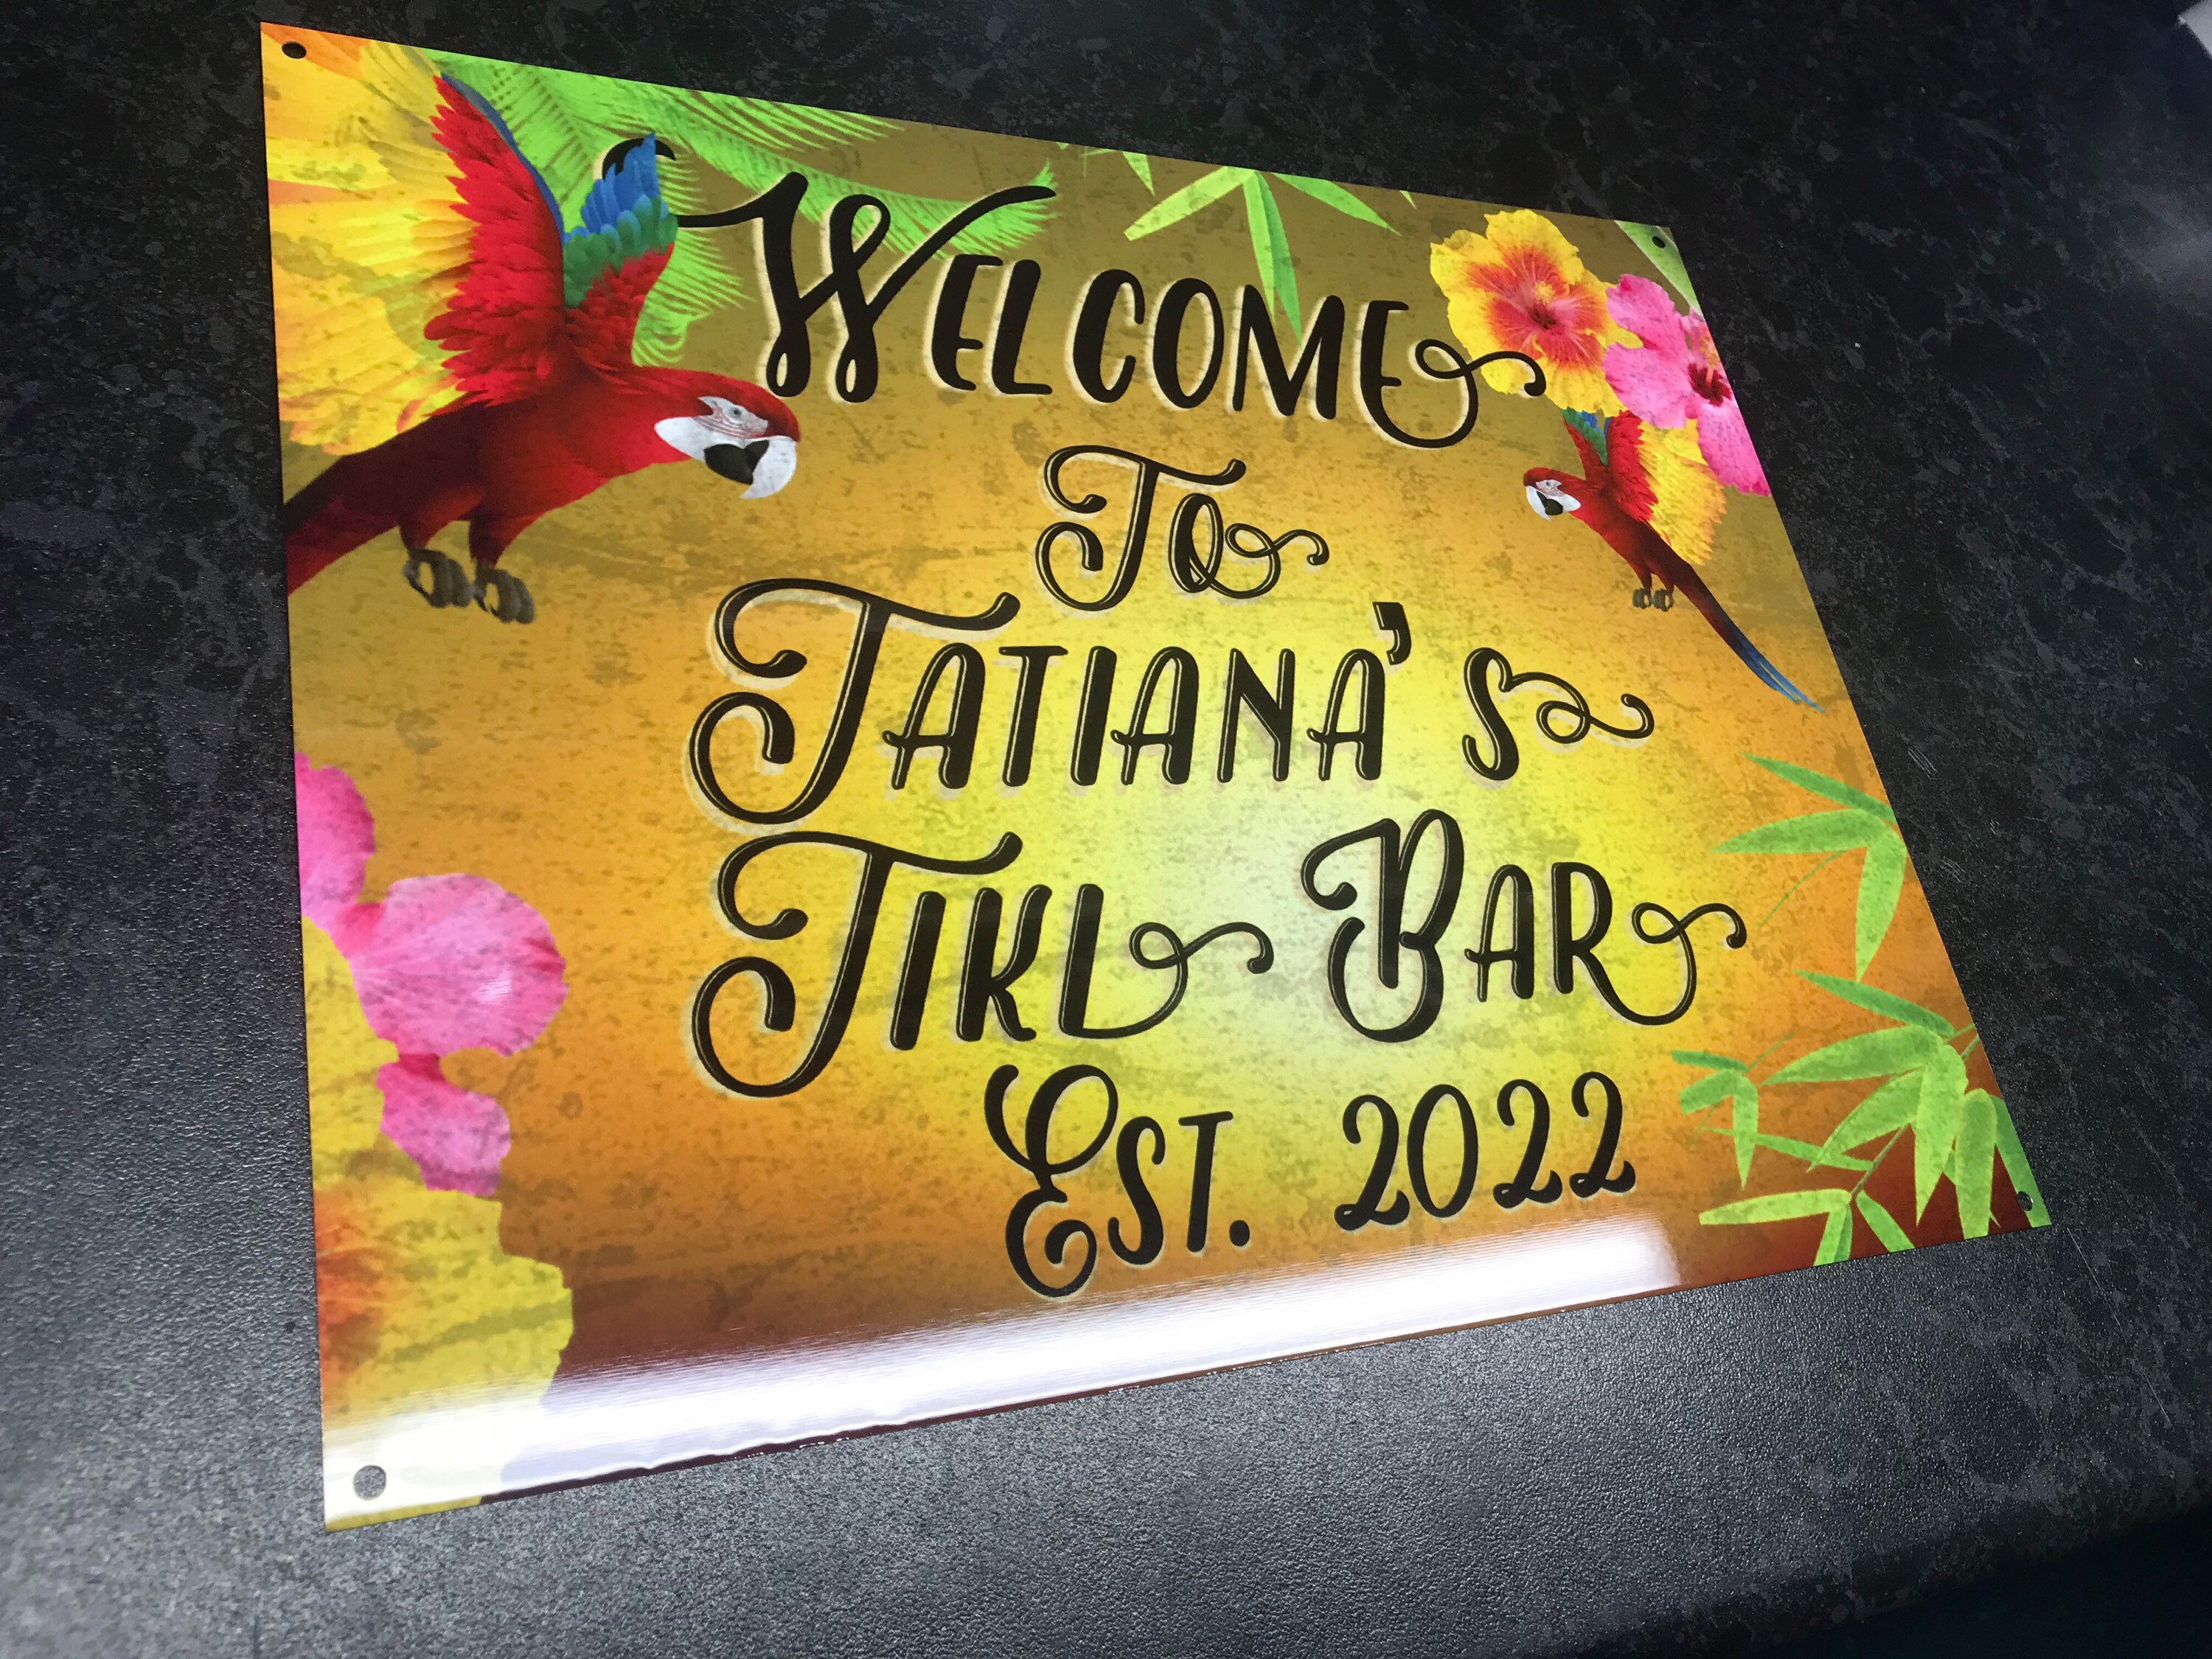 Welcome
To
Tatiana's
Tiki Bar
Est. 2022